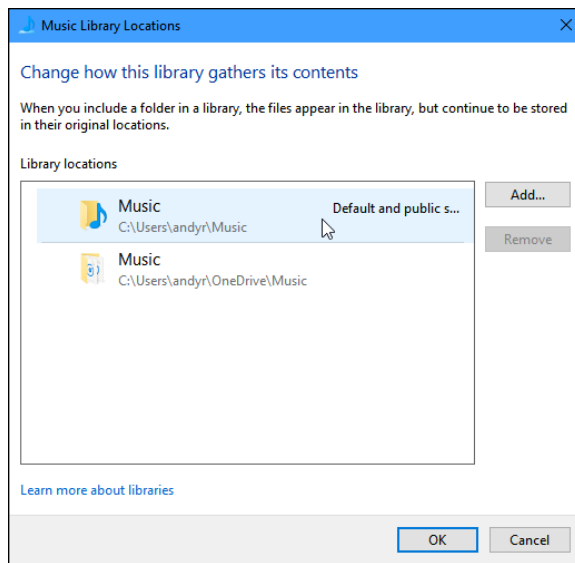 Music Library Locations
Change how this library gathers its contents
When you include a folder in a library, the files appear in the library, but continue to be stored
in their original locations.
Library locations
Music
Default and public s...
C:\Users\andyr\Music
Music
C:\Users\andyr\OneDrive\Music
Add...
Remove
Learn more about libraries
OK
Cancel